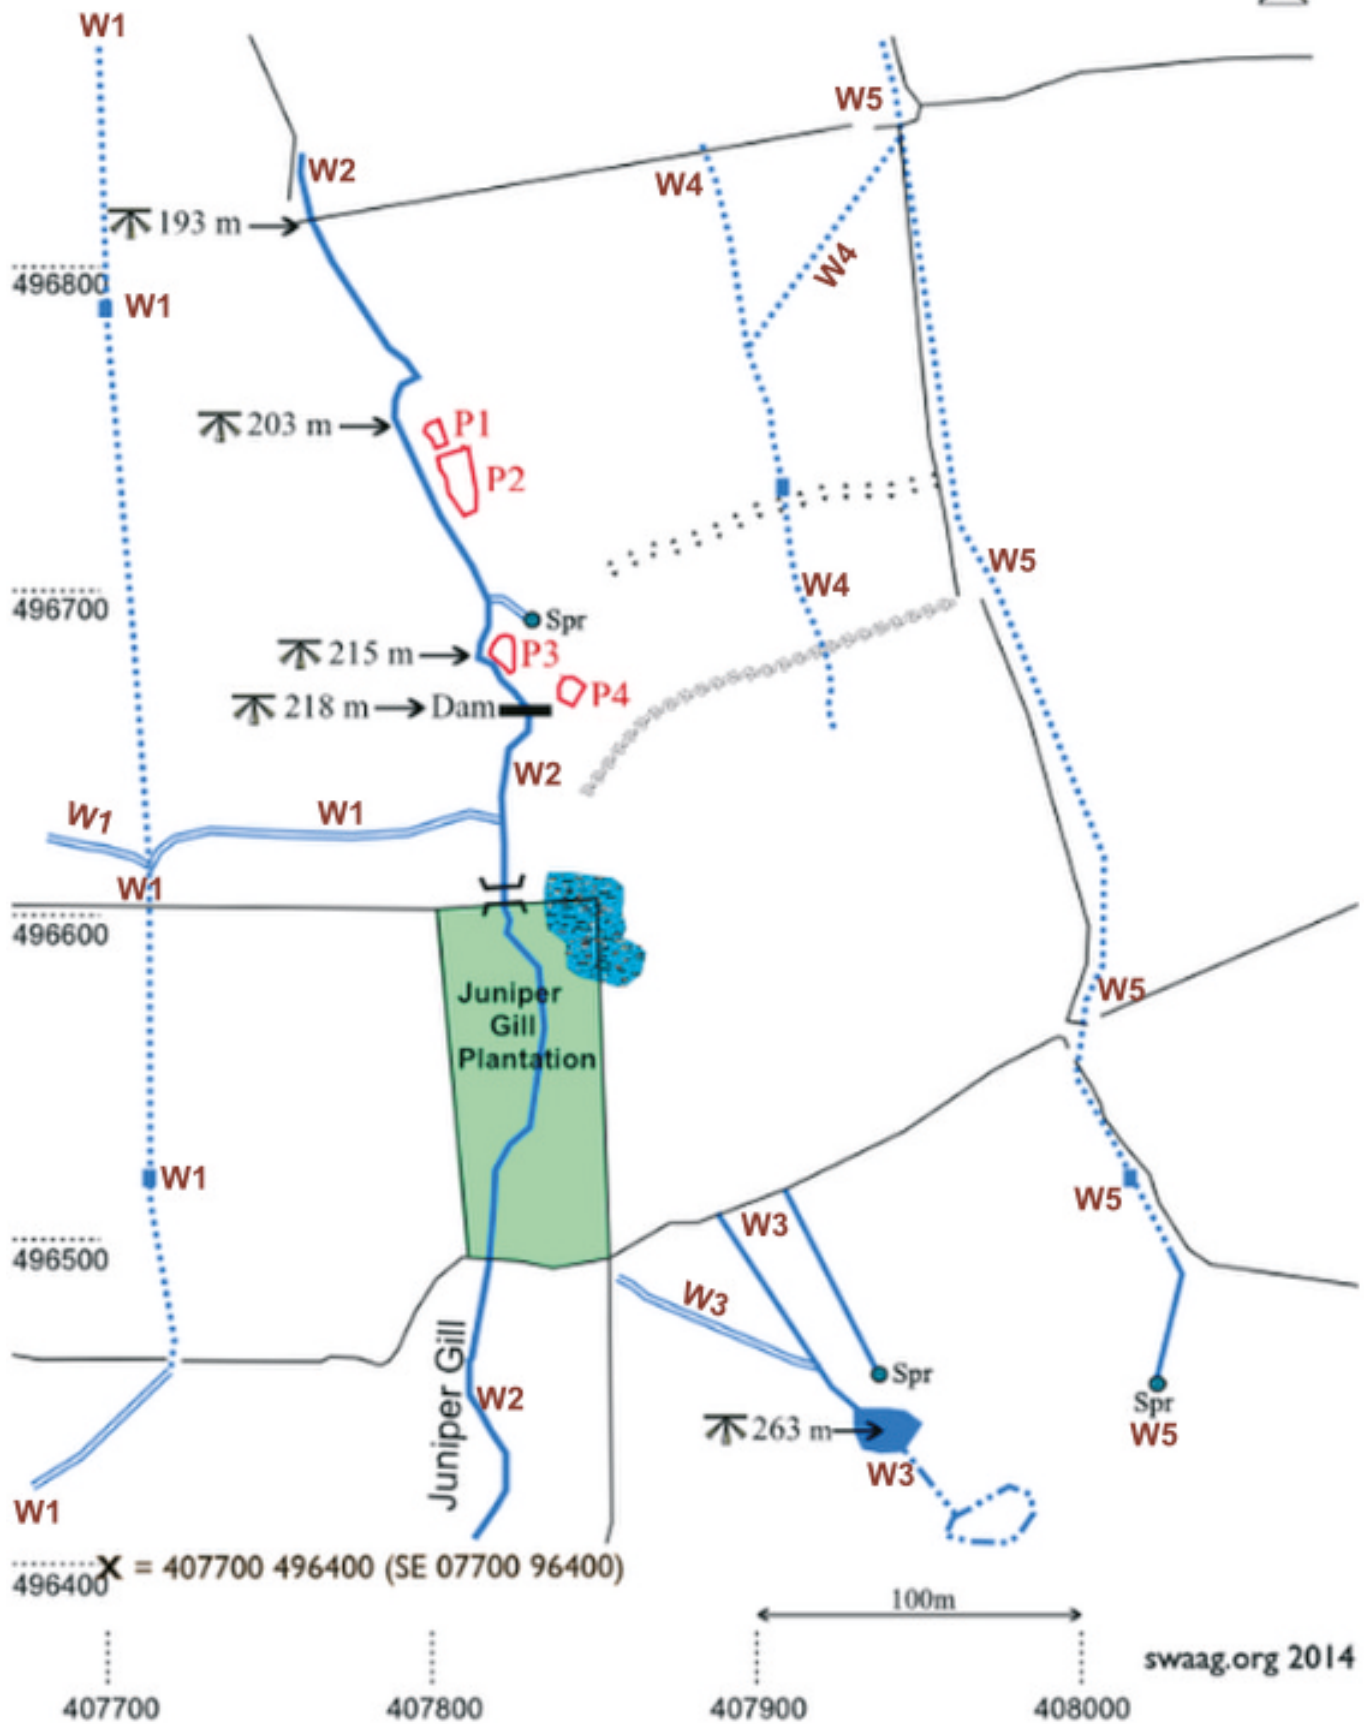 W1
W5
W2
W4
193 m
W4
496800
W1
203 m
P1
P2
W5
W4
496700
Spr
215 m
P3
P4
218 m
Dam
W2
W1
W1
W1
496600
Juniper
Gill
Plantation
W5
W1
W5
W3
496500
W3
Juniper Gill
Spr
W2
Spr
263 m
W5
W3
W1
496400
X = 407700 496400 (SE 07700 96400)
100m
swaag.org 2014
407700
407800
407900
408000